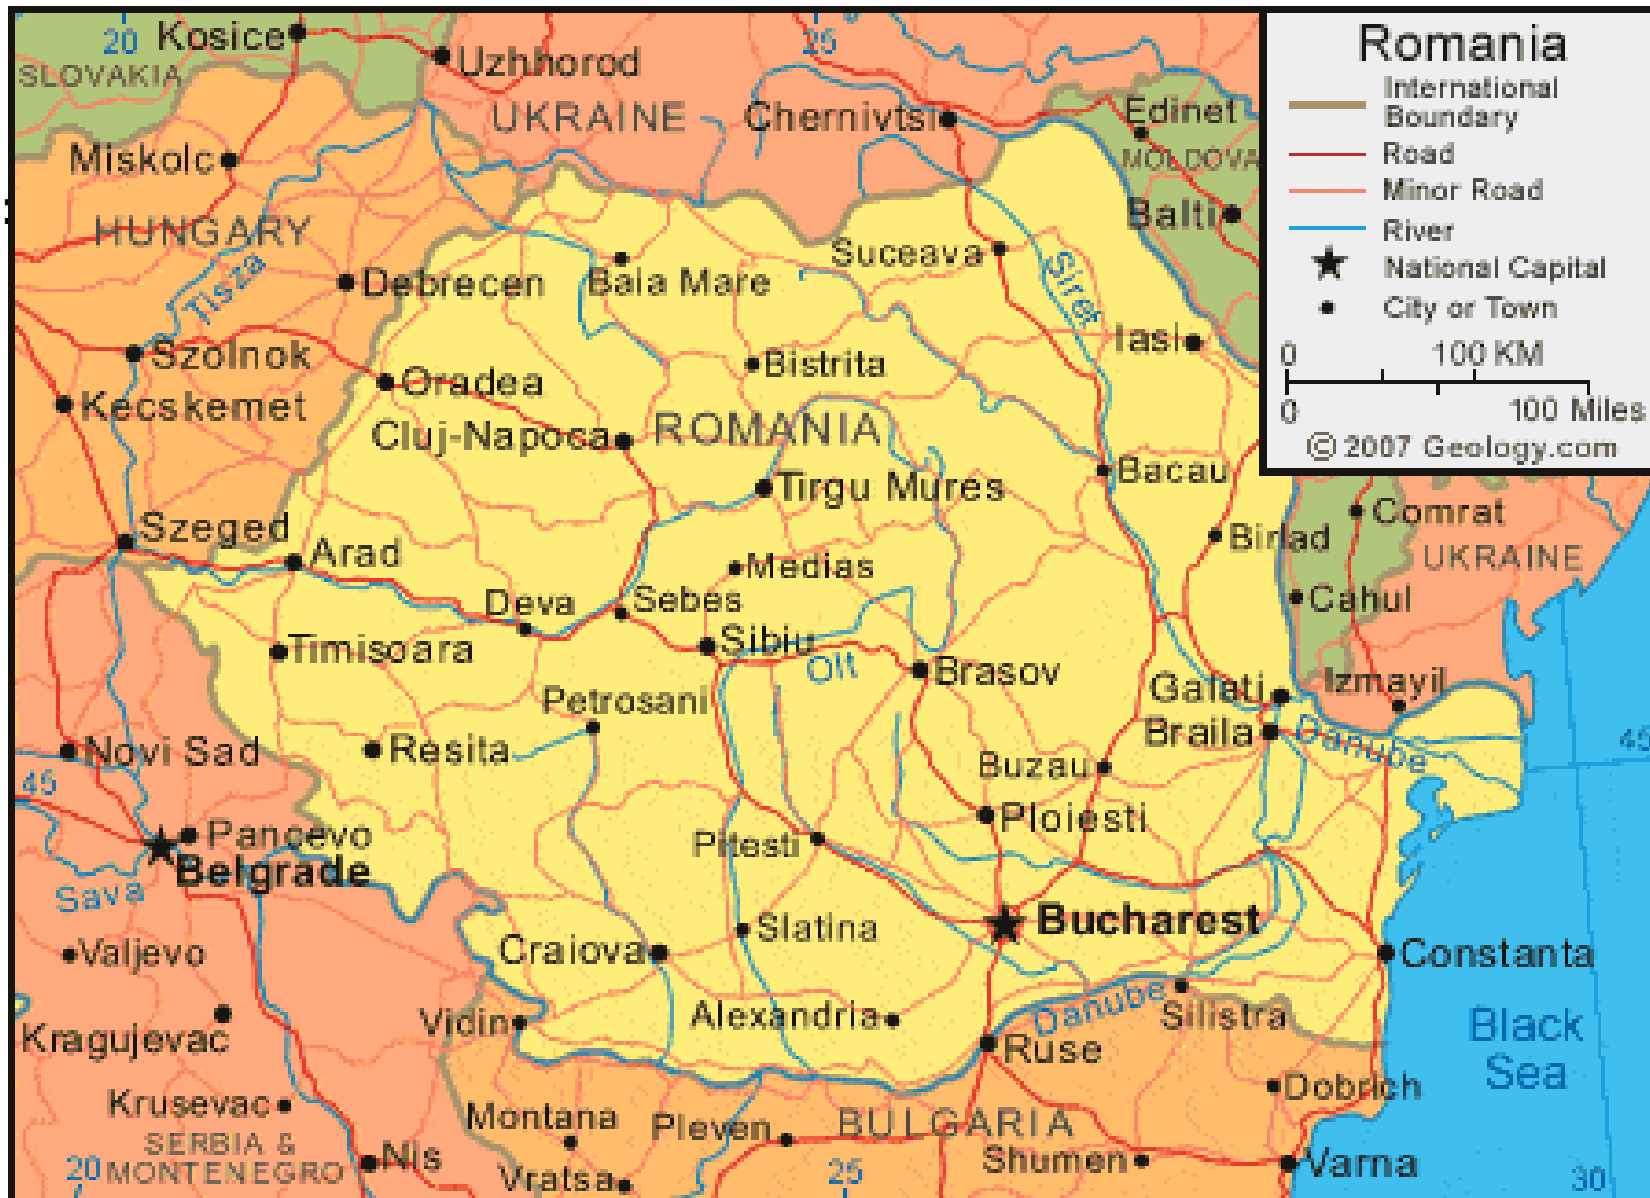 20
Kosice
25
Romania
SLOVAKIA
Uzhhorod
International
Boundary
UKRAINE
Chernivtsi
Edinet
Miskolc
MOLDOVA
Road
Minor Road
HUNGARY
Balti
River
Suceava
National Capital
Tisza
Debrecen
Baia Mare
Siret
City or Town
Szolnok
Iasi
0
100 KM
Bistrita
Oradea
Kecskemet
0
100 Miles
Cluj-Napoca
ROMANIA
© 2007 Geology.com
Bacau
Tirgu Mures
Comrat
Szeged
Arad
Birlad
UKRAINE
Medias
Deva
Sebes
Cahul
Timisoara
Sibiu
Olt
Brasov
Petrosani
Galati
Izmayil
Novi Sad
Resita
Braila
Danube
45
45
Buzau
Pancevo
Ploiesti
Pitesti
Belgrade
Sava
Bucharest
Slatina
Valjevo
Craiova
Constanta
Kragujevac
Vidin
Alexandria
Danube
Silistra
Black
Sea
Ruse
Dobrich
Krusevac
Montana
Pleven
BULGARIA
SERBIA &
MONTENEGRO
20
Nis
Vratsa
25
Shumen
Varna
30